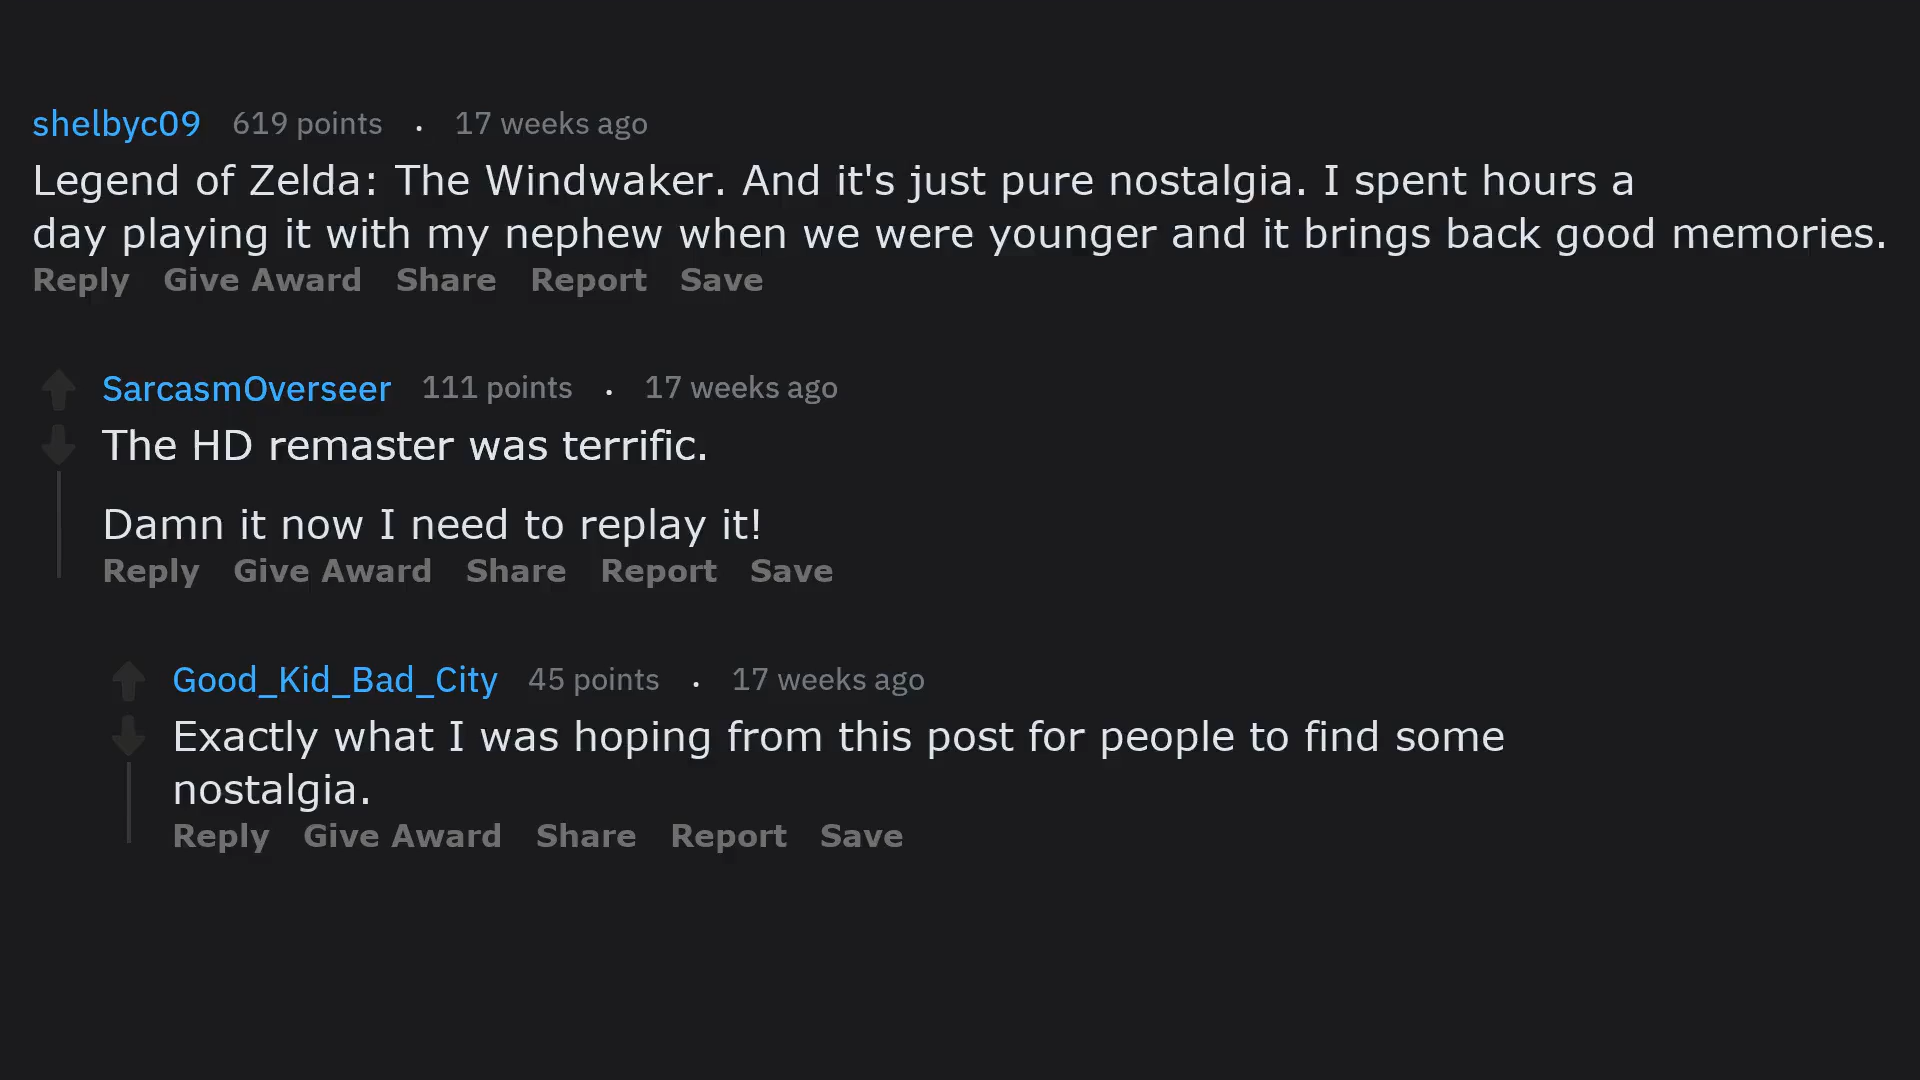 shelbyc09 619 points . 17 weeks ago
Legend of Zelda: The Windwaker. And it's just pure nostalgia. I spent hours a
day playing it with my nephew when we were younger and it brings back good memories.
Reply Give Award Share Report Save
SarcasmOverseer 111 points . 17 weeks ago
The HD remaster was terrific.
Damn it now I need to replay it!
Reply Give Award Share Report Save
Good_Kid_Bad_City 45 points . 17 weeks ago
Exactly what I was hoping from this post for people to find some
nostalgia.
Reply Give Award Share Report Save